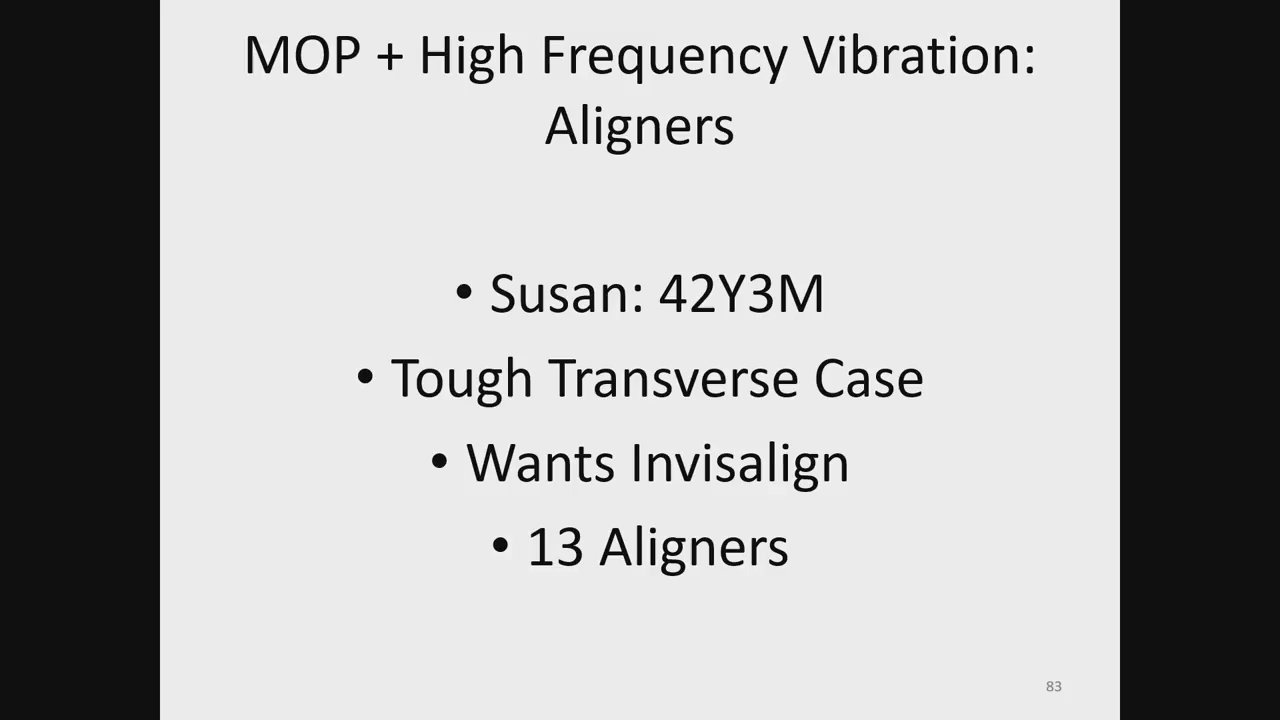 MOP + High Frequency Vibration:
Aligners
• Susan: 42Y3M
• Tough Transverse Case
• Wants Invisalign
• 13 Aligners
83